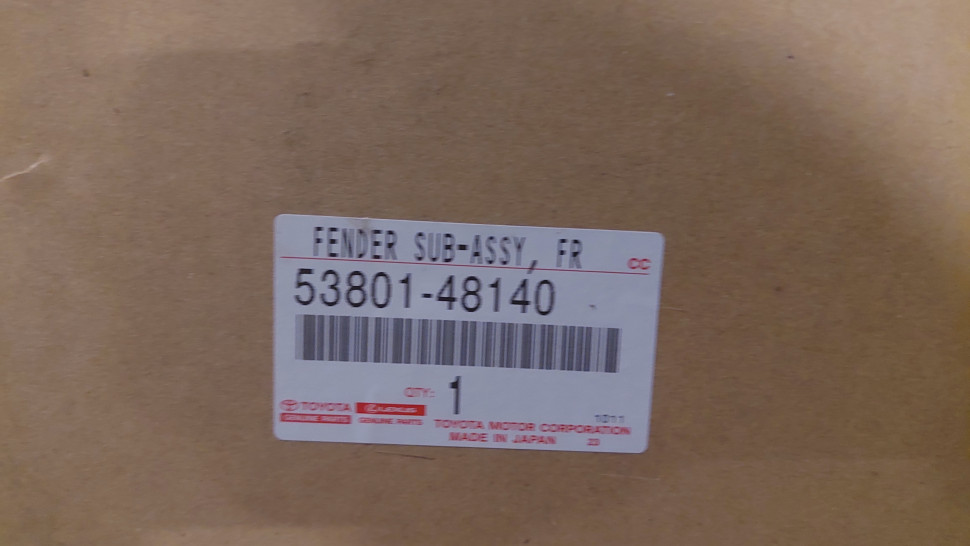 FENDER SUB-ASSY, FR
CC
53801-48140
QTY: 1
TOYOTA
GENUINE PARTS
LEXUS
GENUINE PARTS
1011
TOYOTA MOTOR CORPORATION
MADE IN JAPAN 23